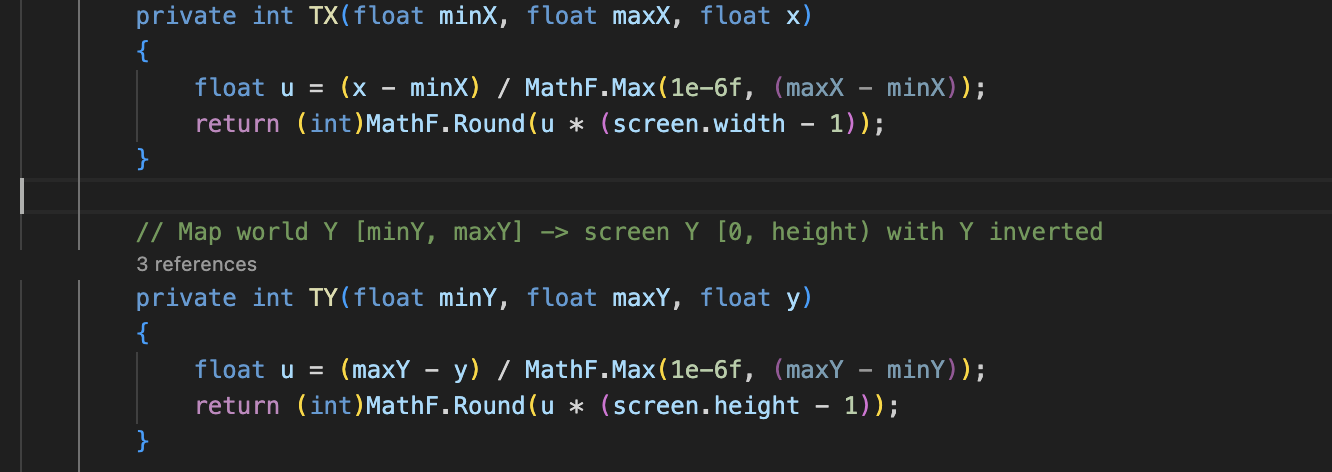 private int TX(float minX, float maxX, float x)
{
float u = (x - minX) / MathF.Max(1e-6f, (maxX - minX));
return (int)MathF.Round(u * (screen.width - 1));
}
// Map world Y [minY, maxY] -> screen Y [0, height) with Y inverted
3 references
private int TY(float minY, float maxY, float y)
{
float u = (maxY - y) / MathF.Max(1e-6f, (maxY - minY));
return (int)MathF.Round(u * (screen.height - 1));
}